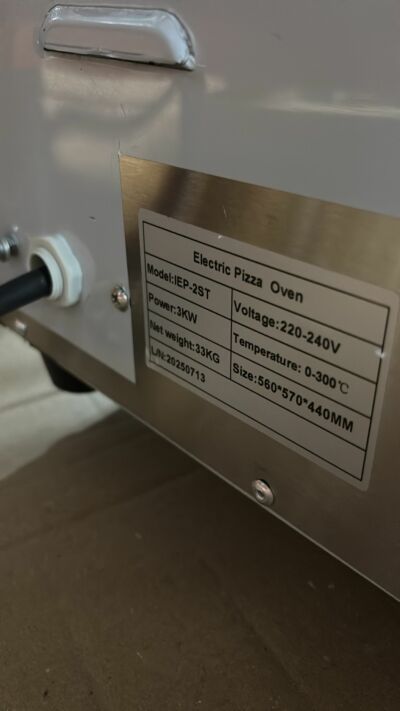 Electric Pizza Oven
Model:IEP-2ST Voltage:220-240V
Power:3KW Temperature: 0-300℃
Net weight:33KG Size:560*570*440MM
L/N:20250713